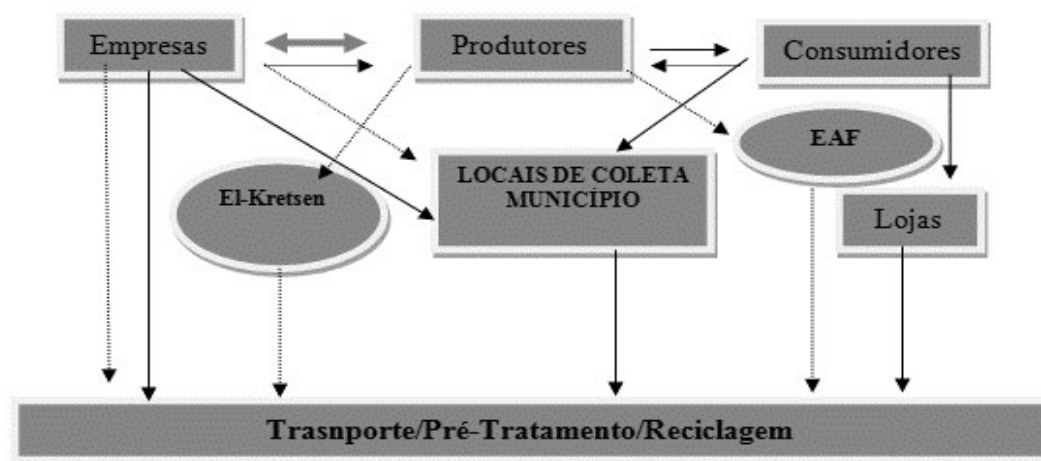 Empresas
Produtores
Consumidores
EAF
LOCAIS DE COLETA
MUNICÍPIO
El-Kretsen
Lojas
Trasnporte/Pré-Tratamento/Reciclagem